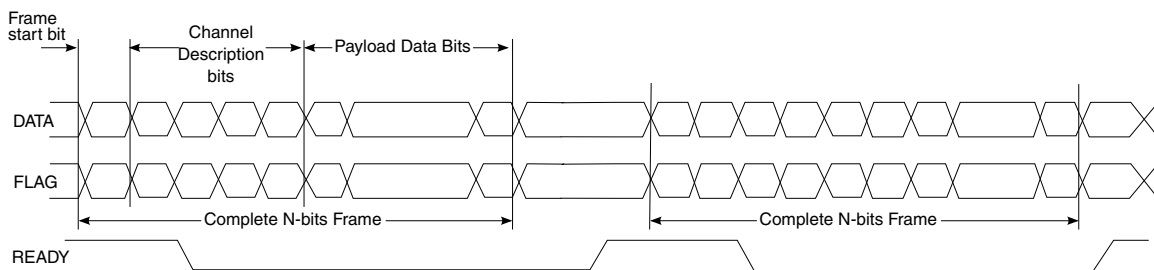 Frame
start bit
Channel
Description
bits
Payload Data Bits
DATA
FLAG
Complete N-bits Frame
Complete N-bits Frame
READY